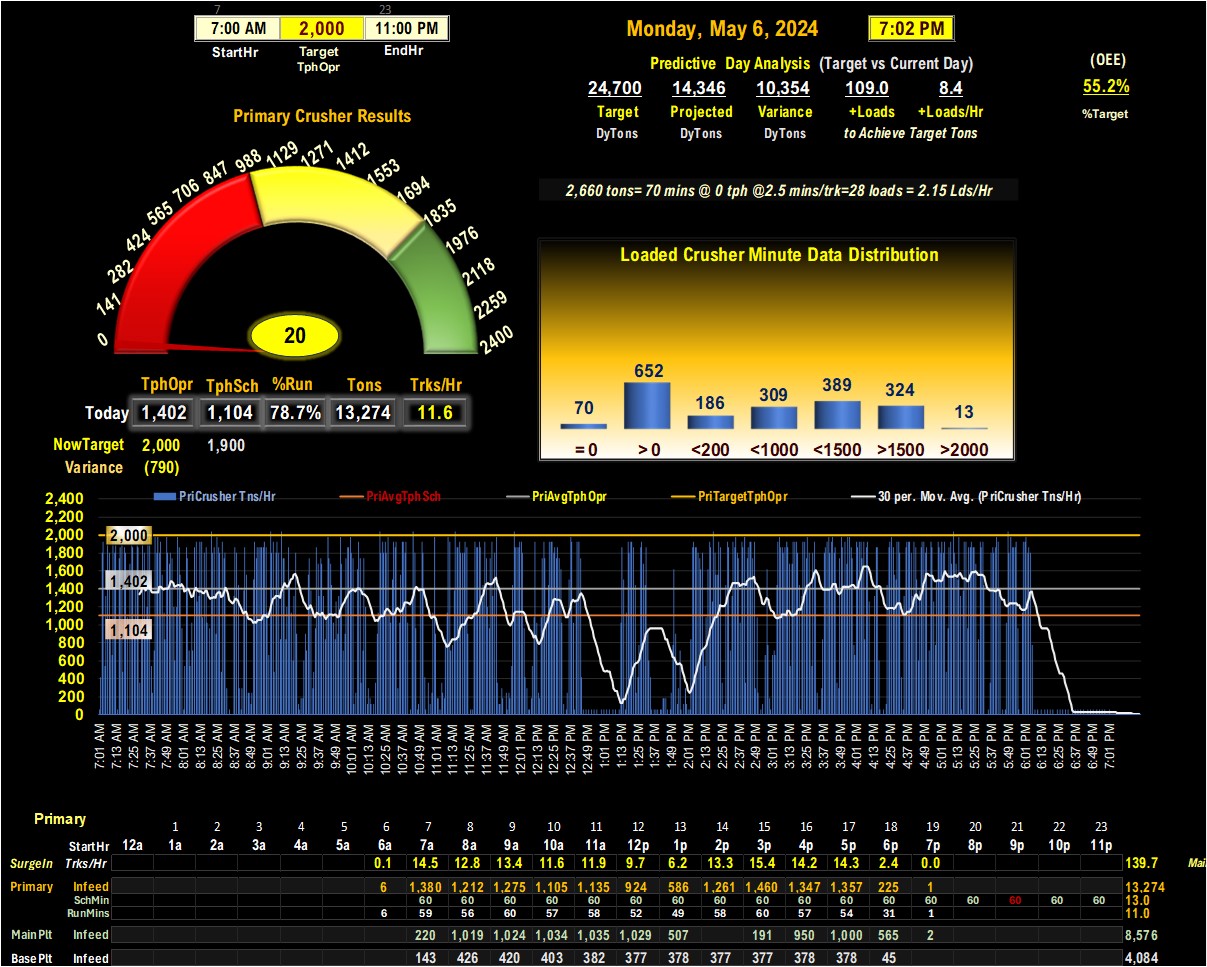 7 23
7:00 AM 2,000 11:00 PM
StartHr Target TphOpr EndHr
Monday, May 6, 2024 7:02 PM
Predictive Day Analysis (Target vs Current Day)
(OEE)
24,700 14,346 10,354 109.0 8.4
55.2%
Target Projected Variance +Loads +Loads/Hr
%Target
DyTons DyTons DyTons to Achieve Target Tons
Primary Crusher Results
0 141 282 424 565 706 847 988 1129 1271 1412 1553 1694 1835 1976 2118 2259 2400
20
2,660 tons= 70 mins @ 0 tph @2.5 mins/trk=28 loads = 2.15 Lds/Hr
Loaded Crusher Minute Data Distribution
70 652 186 309 389 324 13
= 0 > 0 <200 <1000 <1500 >1500 >2000
TphOpr TphSch %Run Tons Trks/Hr
Today 1,402 1,104 78.7% 13,274 11.6
NowTarget 2,000 1,900
Variance (790)
PriCrusher Tns/Hr PriAvgTphSch PriAvgTphOpr PriTargetTphOpr 30 per. Mov. Avg. (PriCrusher Tns/Hr)
2,400
2,200
2,000
1,800
1,600
1,400
1,200
1,000
800
600
400
200
0
2,000
1,402
1,104
7:01 AM 7:13 AM 7:25 AM 7:37 AM 7:49 AM 8:01 AM 8:13 AM 8:25 AM 8:37 AM 8:49 AM 9:01 AM 9:13 AM 9:25 AM 9:37 AM 9:49 AM 10:01 AM 10:13 AM 10:25 AM 10:37 AM 10:49 AM 11:01 AM 11:13 AM 11:25 AM 11:37 AM 11:49 AM 12:01 PM 12:13 PM 12:25 PM 12:37 PM 12:49 PM 1:01 PM 1:13 PM 1:25 PM 1:37 PM 1:49 PM 2:01 PM 2:13 PM 2:25 PM 2:37 PM 2:49 PM 3:01 PM 3:13 PM 3:25 PM 3:37 PM 3:49 PM 4:01 PM 4:13 PM 4:25 PM 4:37 PM 4:49 PM 5:01 PM 5:13 PM 5:25 PM 5:37 PM 5:49 PM 6:01 PM 6:13 PM 6:25 PM 6:37 PM 6:49 PM 7:01 PM
Primary
1 2 3 4 5 6 7 8 9 10 11 12 13 14 15 16 17 18 19 20 21 22 23
StartHr 12a 1a 2a 3a 4a 5a 6a 7a 8a 9a 10a 11a 12p 1p 2p 3p 4p 5p 6p 7p 8p 9p 10p 11p
SurgeIn Trks/Hr 0.1 14.5 12.8 13.4 11.6 11.9 9.7 6.2 13.3 15.4 14.2 14.3 2.4 0.0 139.7
Primary Infeed 6 1,380 1,212 1,275 1,105 1,135 924 586 1,261 1,460 1,347 1,357 225 1 13,274
SchMin 60 60 60 60 60 60 60 60 60 60 60 60 60 60 60 60 60 13.0
RunMins 6 59 56 60 57 58 52 49 58 60 57 54 31 1 11.0
MainPlt Infeed 220 1,019 1,024 1,034 1,035 1,029 507 191 950 1,000 565 2 8,576
BasePlt Infeed 143 426 420 403 382 377 378 377 377 378 378 45 4,084